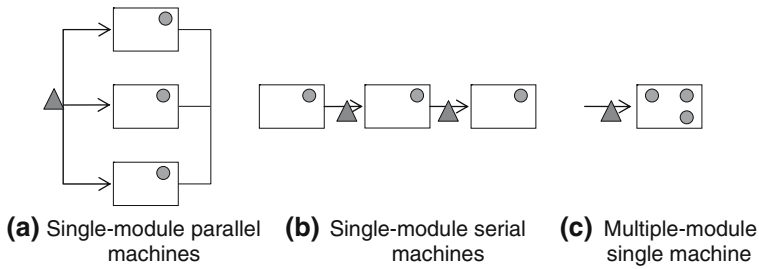 (a) Single-module parallel machines
(b) Single-module serial machines
(c) Multiple-module single machine